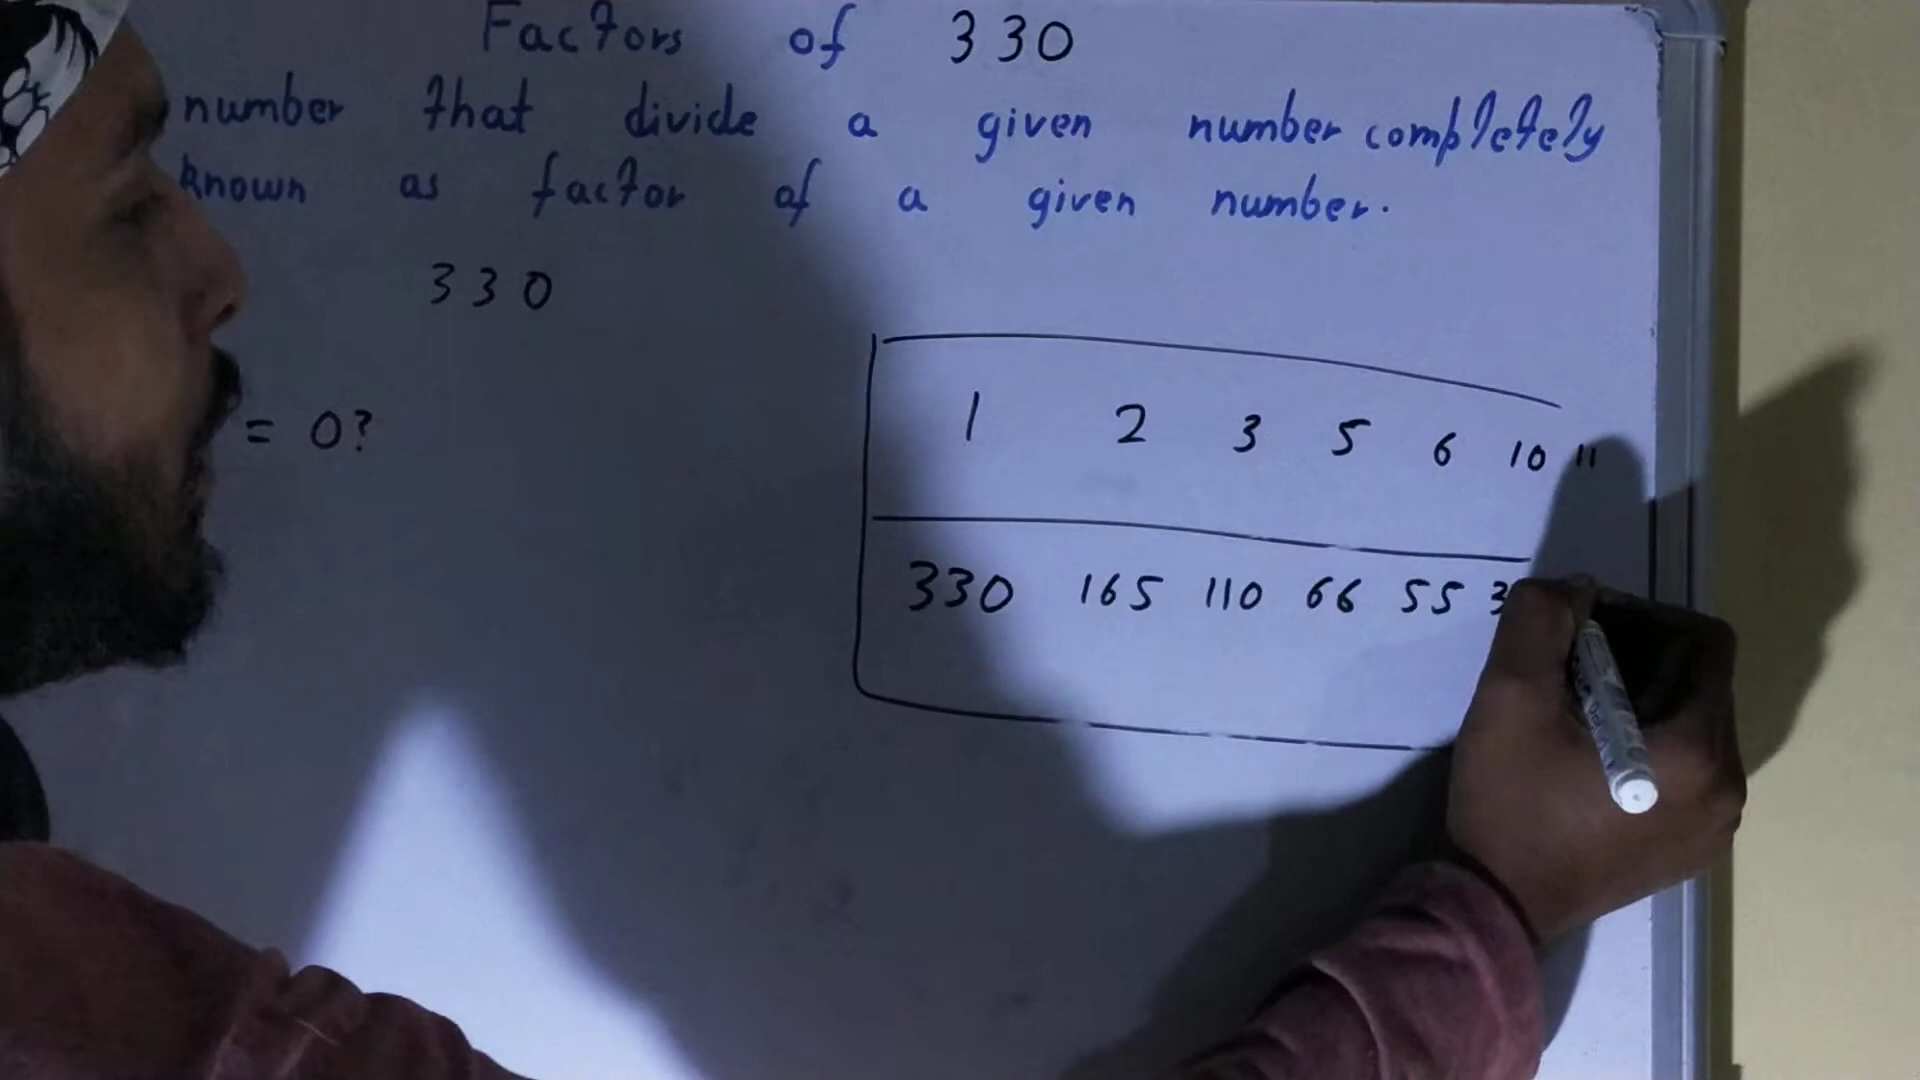 Factors of 330
number that divide a given number completely
known as factor of a given number.
330
= 0?
1 2 3 5 6 10 11
330 165 110 66 55 3